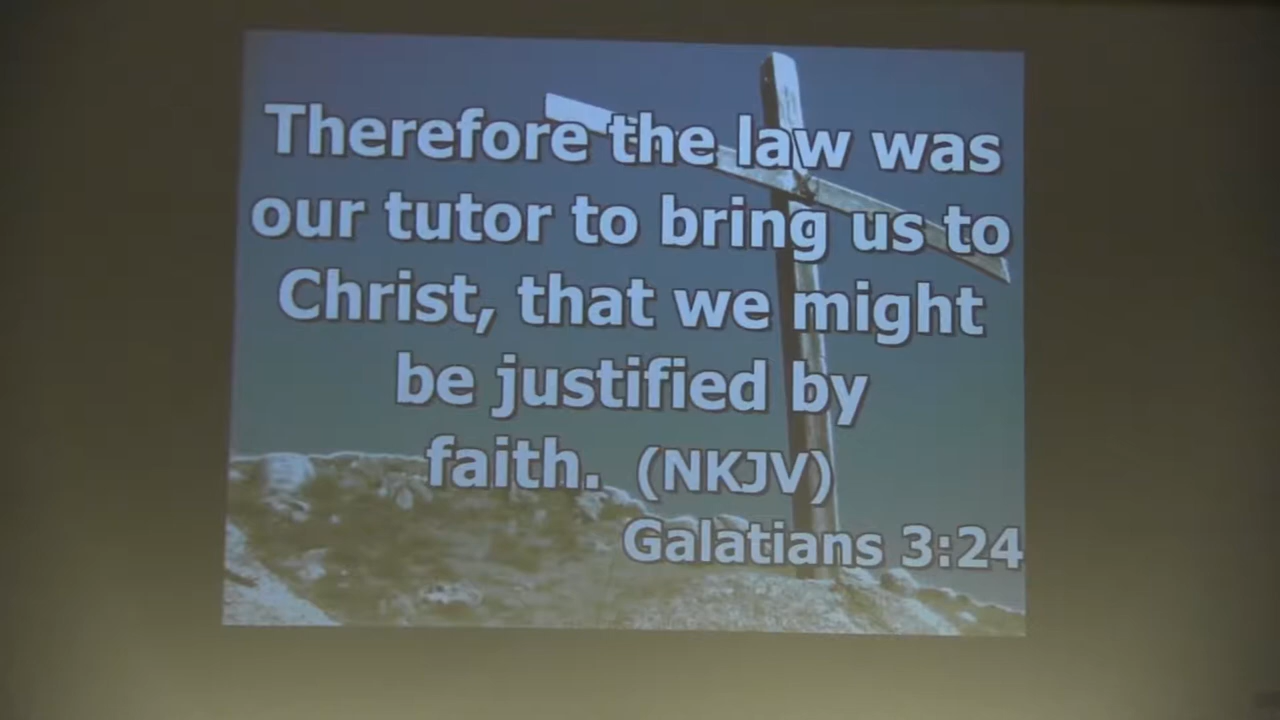 Therefore the law was
our tutor to bring us to
Christ, that we might
be justified by
faith. (NKJV)
Galatians 3:24